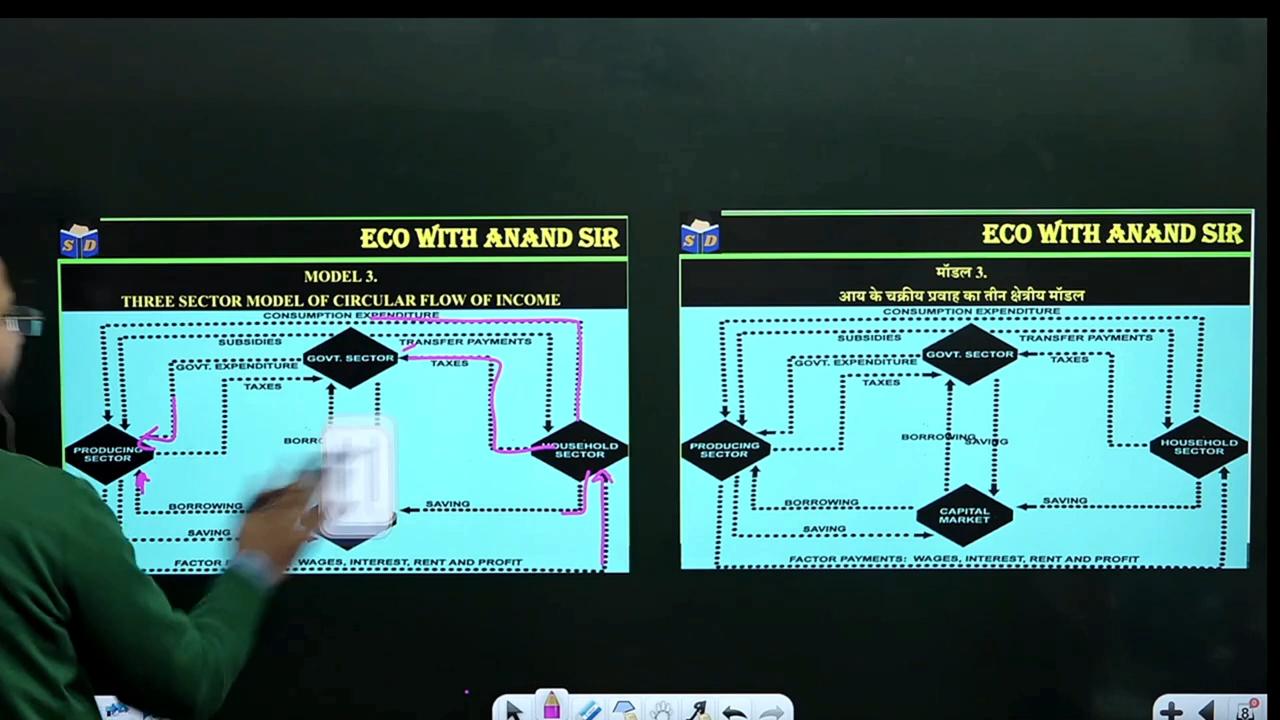 S D
ECO WITH ANAND SIR
MODEL 3.
THREE SECTOR MODEL OF CIRCULAR FLOW OF INCOME
CONSUMPTION EXPENDITURE
SUBSIDIES
TRANSFER PAYMENTS
GOVT. SECTOR
GOVT. EXPENDITURE
TAXES
TAXES
PRODUCING
SECTOR
HOUSEHOLD
SECTOR
BORROWING
SAVING
SAVING
WAGES, INTEREST, RENT AND PROFIT
S D
ECO WITH ANAND SIR
मॉडल 3.
आय के चक्रीय प्रवाह का तीन क्षेत्रीय मॉडल
CONSUMPTION EXPENDITURE
SUBSIDIES
TRANSFER PAYMENTS
GOVT. SECTOR
GOVT. EXPENDITURE
TAXES
TAXES
BORROWING
SAVING
PRODUCING
SECTOR
HOUSEHOLD
SECTOR
BORROWING
SAVING
CAPITAL
MARKET
SAVING
FACTOR PAYMENTS: WAGES, INTEREST, RENT AND PROFIT
8